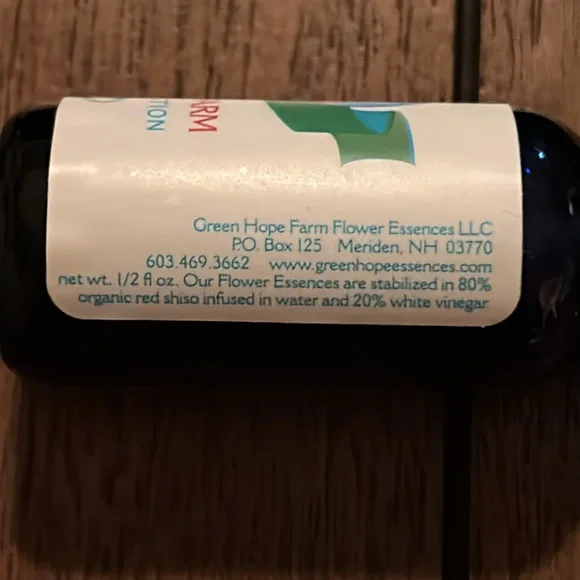 ARM
TION
Green Hope Farm Flower Essences LLC
P.O. Box 125 Meriden, NH 03770
603.469.3662 www.greenhopeessences.com
net wt. 1/2 fl oz. Our Flower Essences are stabilized in 80%
organic red shiso infused in water and 20% white vinegar